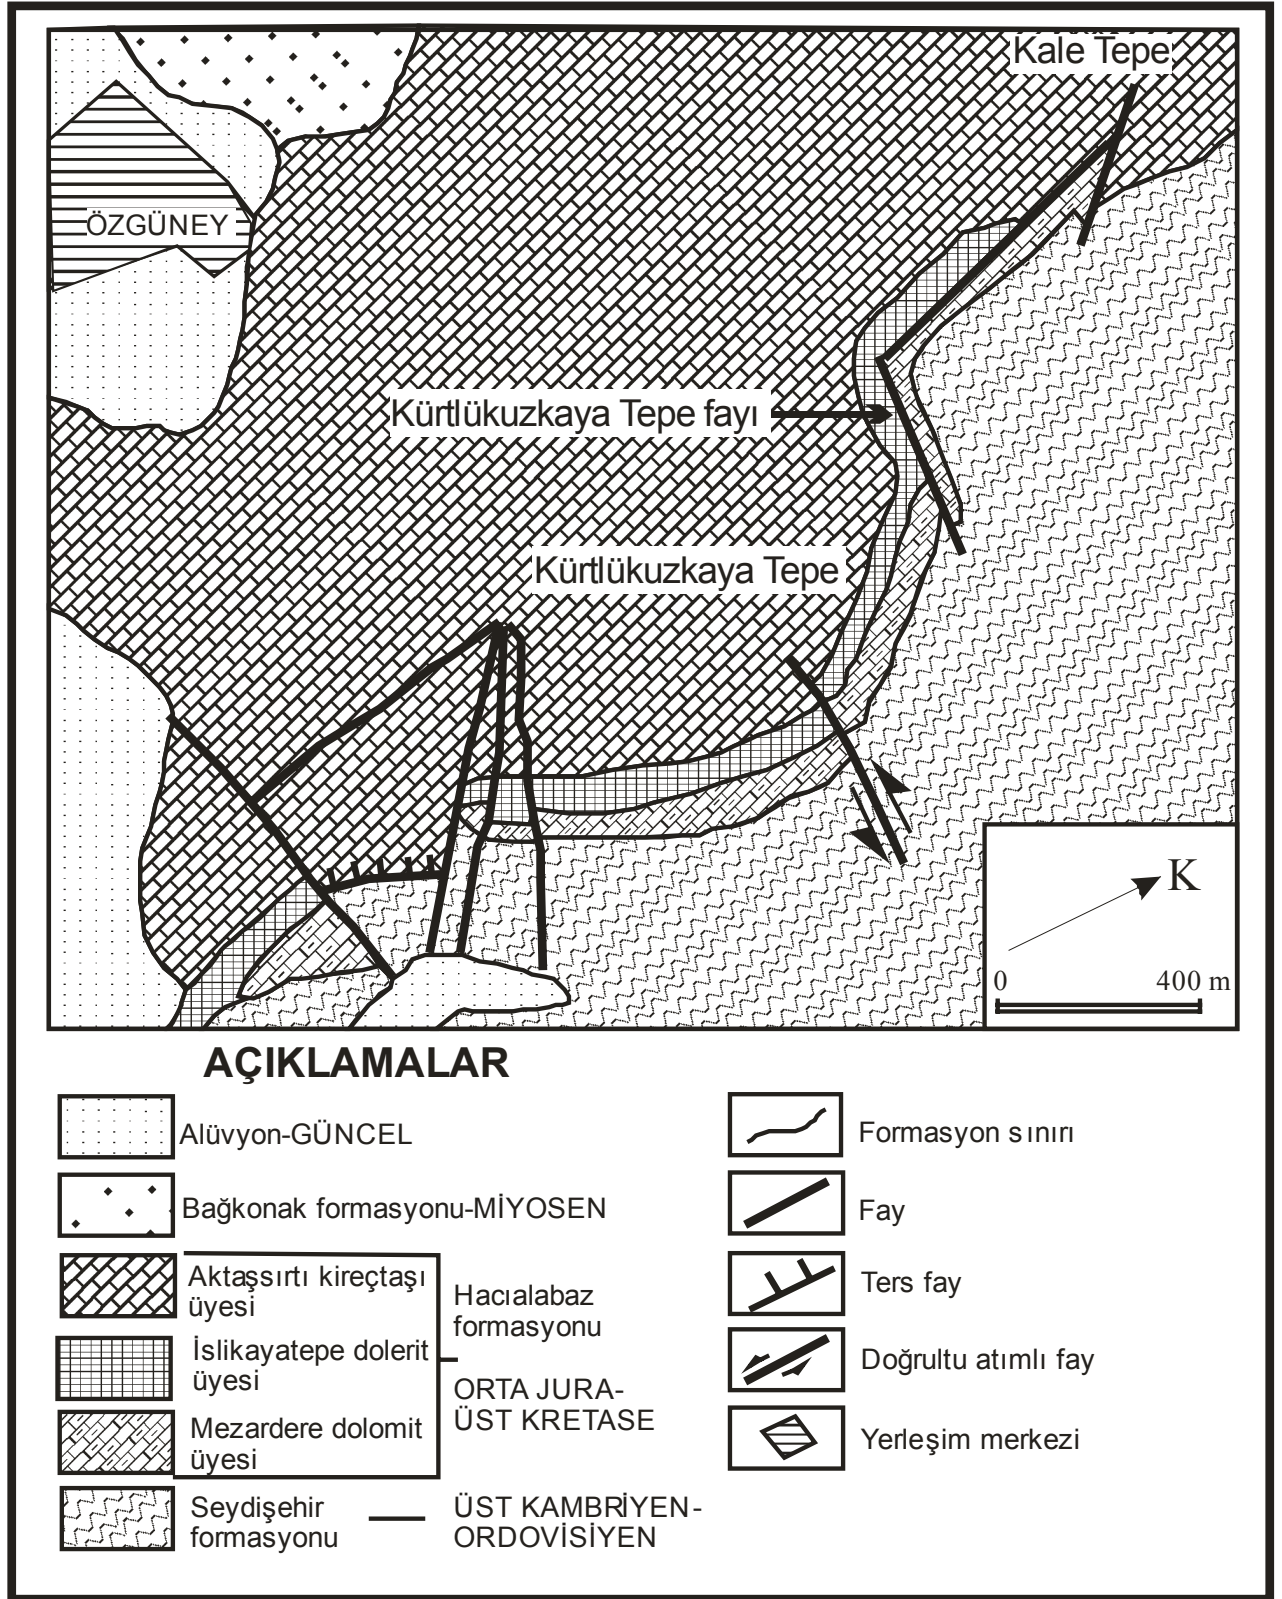 Kale Tepe
ÖZGÜNEY
Kürtlükuzkaya Tepe fayı
Kürtlükuzkaya Tepe
K
0 400 m
AÇIKLAMALAR
Alüvyon-GÜNCEL
Bağkonak formasyonu-MİYOSEN
Aktaşsırtı kireçtaşı
üyesi
İslikayatepe dolerit
üyesi
Mezardere dolomit
üyesi
Hacıalabaz
formasyonu
ORTA JURA-
ÜST KRETASE
Seydişehir
formasyonu
ÜST KAMBRİYEN-
ORDOVİSİYEN
Formasyon sınırı
Fay
Ters fay
Doğrultu atımlı fay
Yerleşim merkezi